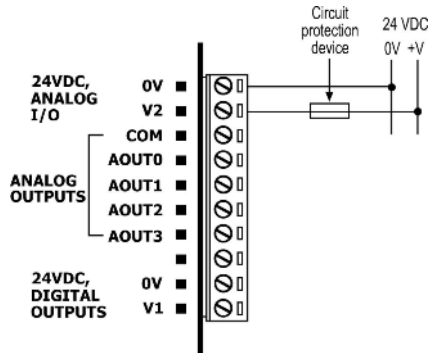 Circuit
protection
device
24 VDC
0V +V
24VDC,
ANALOG
I/O
0V
V2
COM
AOUT0
ANALOG
OUTPUTS
AOUT1
AOUT2
AOUT3
24VDC,
DIGITAL
OUTPUTS
0V
V1